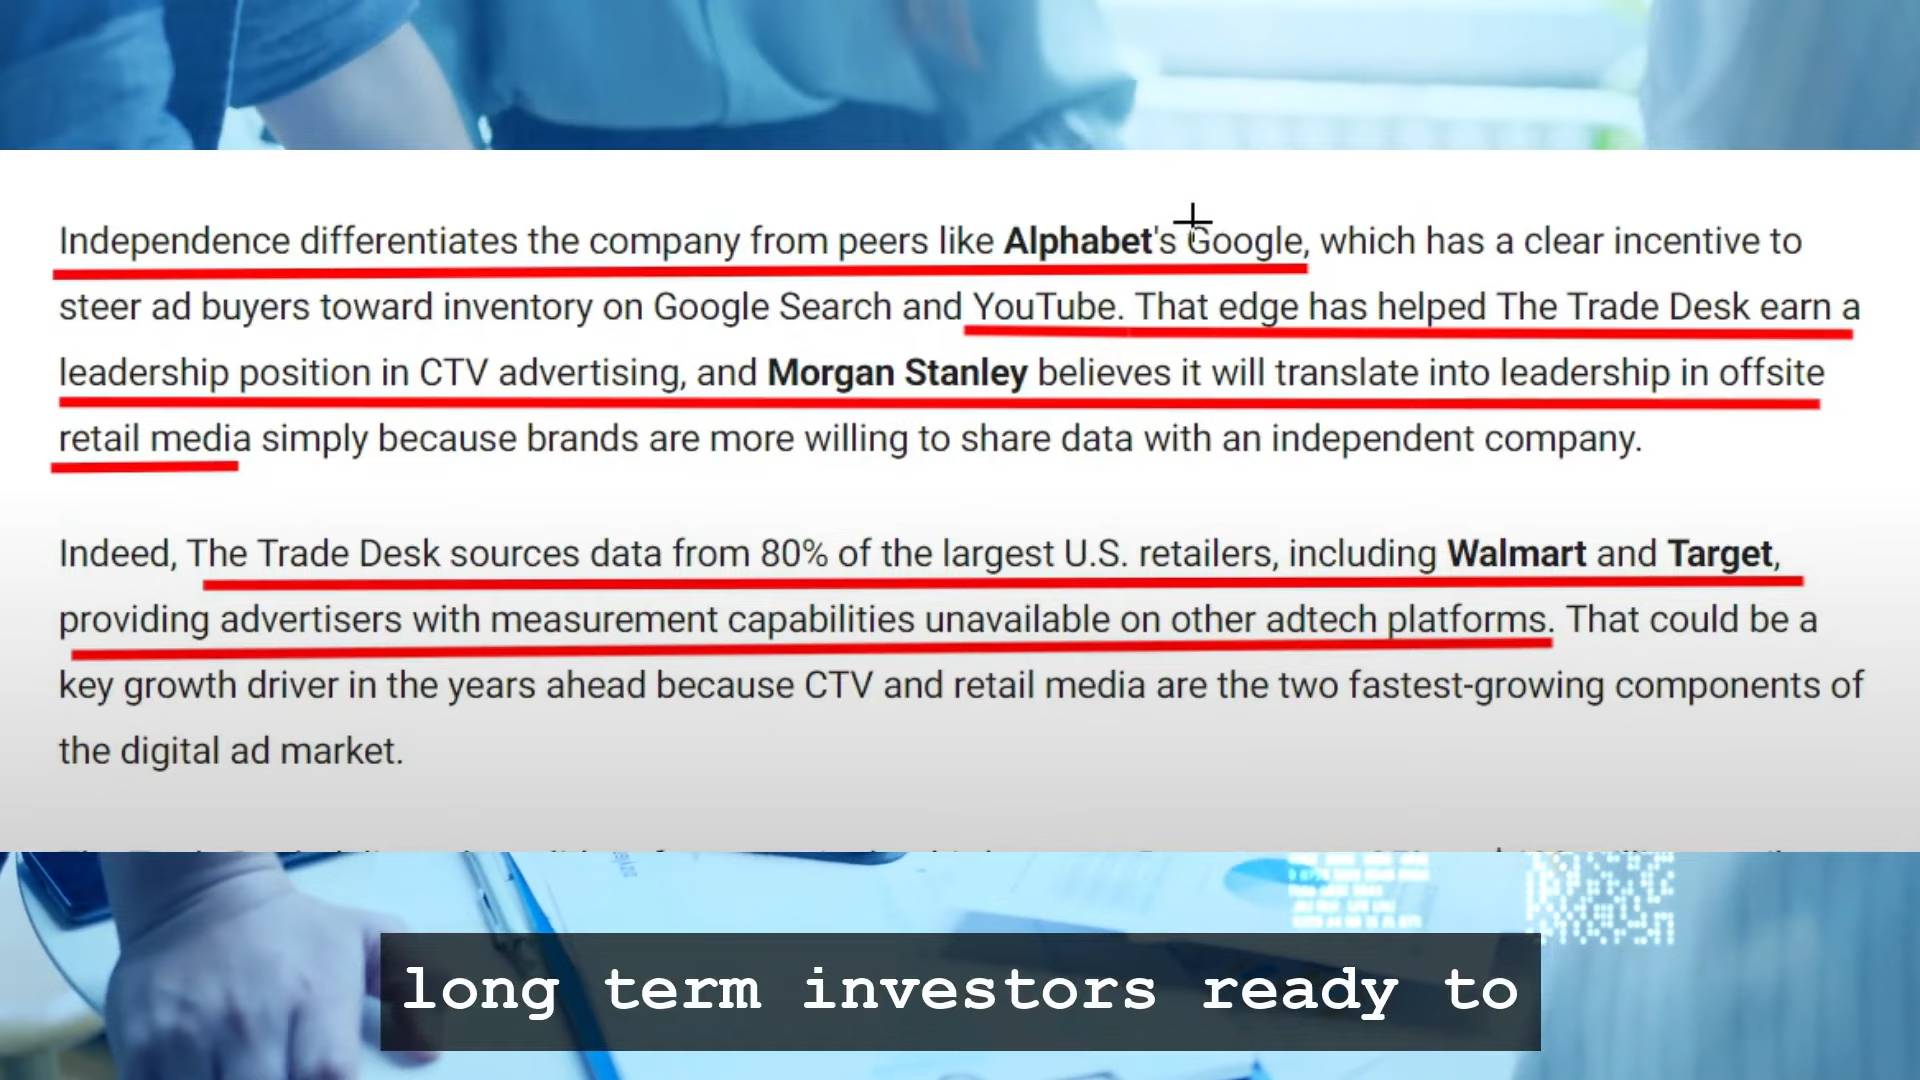 Independence differentiates the company from peers like Alphabet's Google, which has a clear incentive to
steer ad buyers toward inventory on Google Search and YouTube. That edge has helped The Trade Desk earn a
leadership position in CTV advertising, and Morgan Stanley believes it will translate into leadership in offsite
retail media simply because brands are more willing to share data with an independent company.
Indeed, The Trade Desk sources data from 80% of the largest U.S. retailers, including Walmart and Target,
providing advertisers with measurement capabilities unavailable on other adtech platforms. That could be a
key growth driver in the years ahead because CTV and retail media are the two fastest-growing components of
the digital ad market.
long term investors ready to